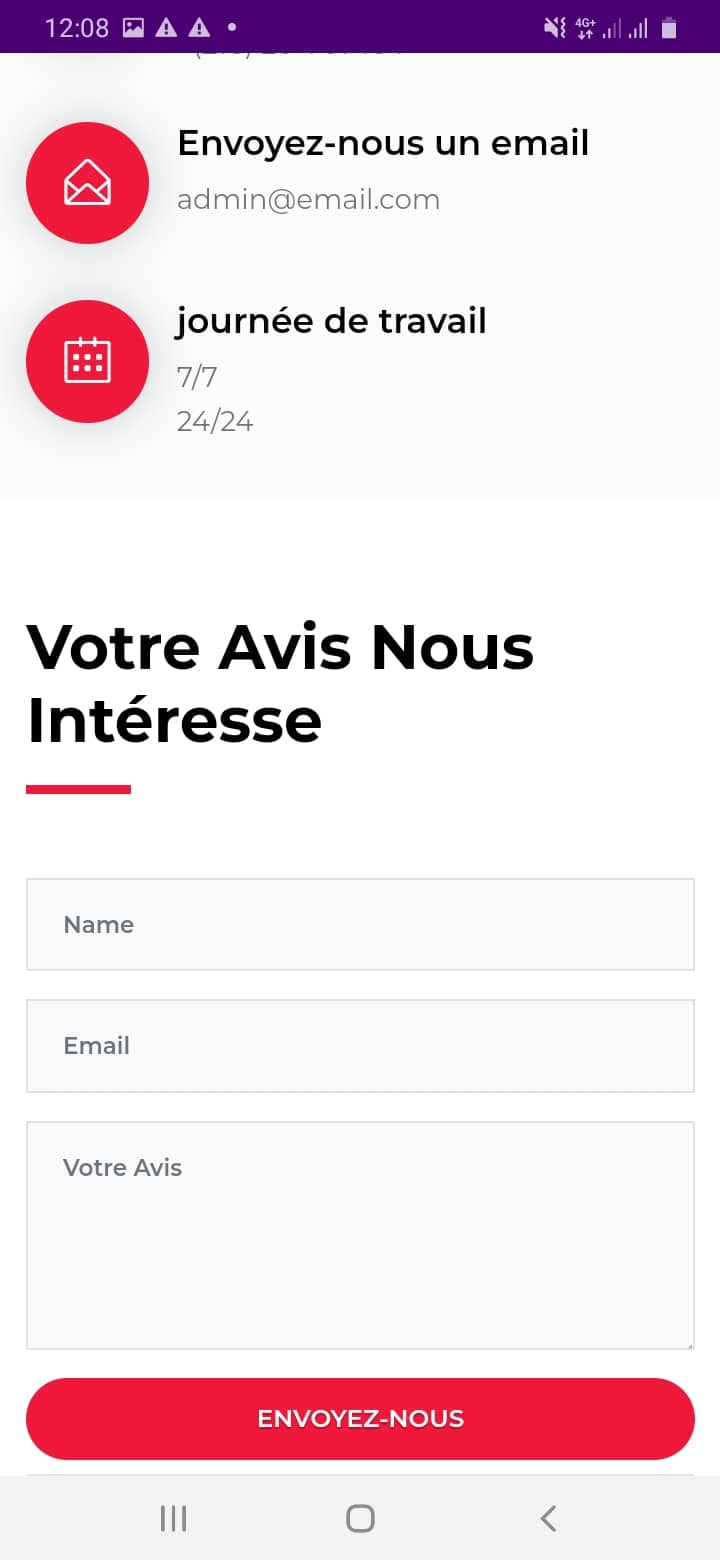 12:08
4G+
Envoyez-nous un email
admin@email.com
journée de travail
7/7
24/24
Votre Avis Nous
Intéresse
Name
Email
Votre Avis
ENVOYEZ-NOUS